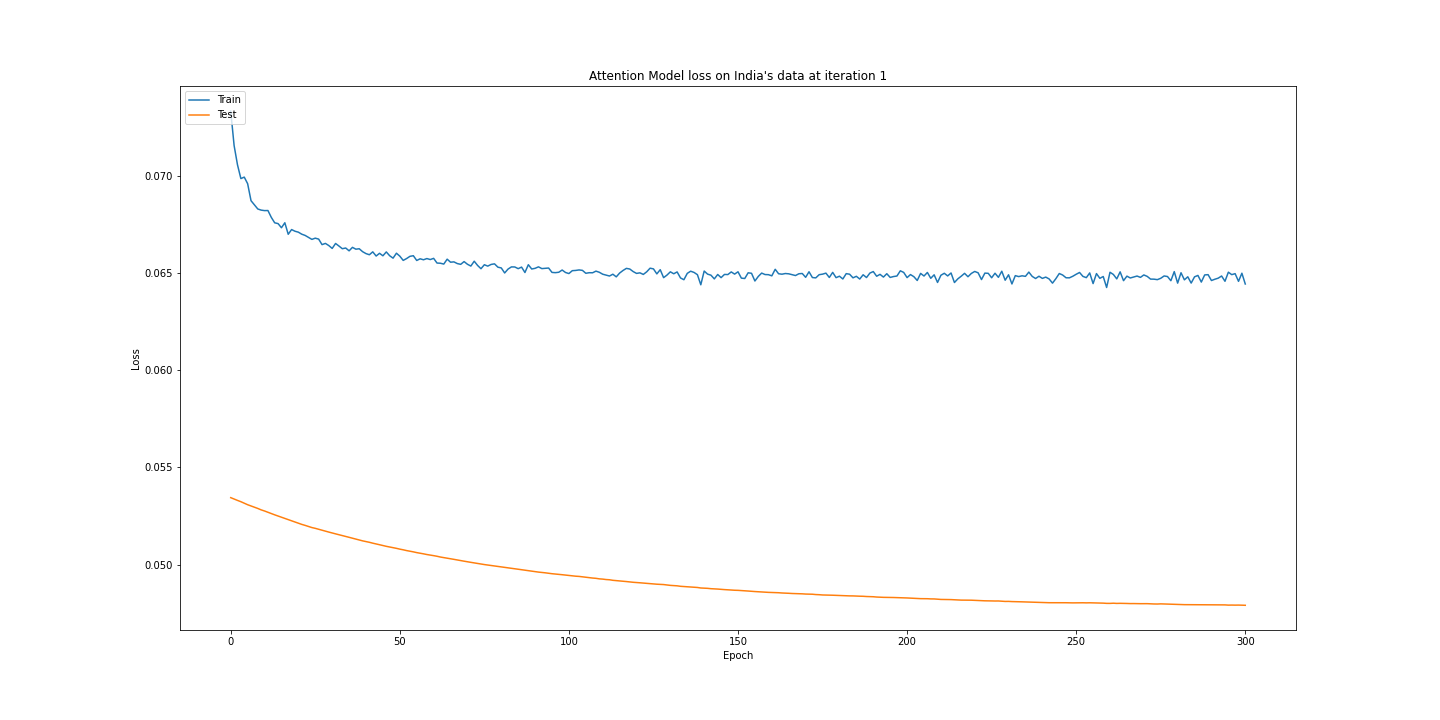 Attention Model loss on India's data at iteration 1
Train
Test
0.070
0.065
0.060
0.055
0.050
Loss
0 50 100 150 200 250 300
Epoch